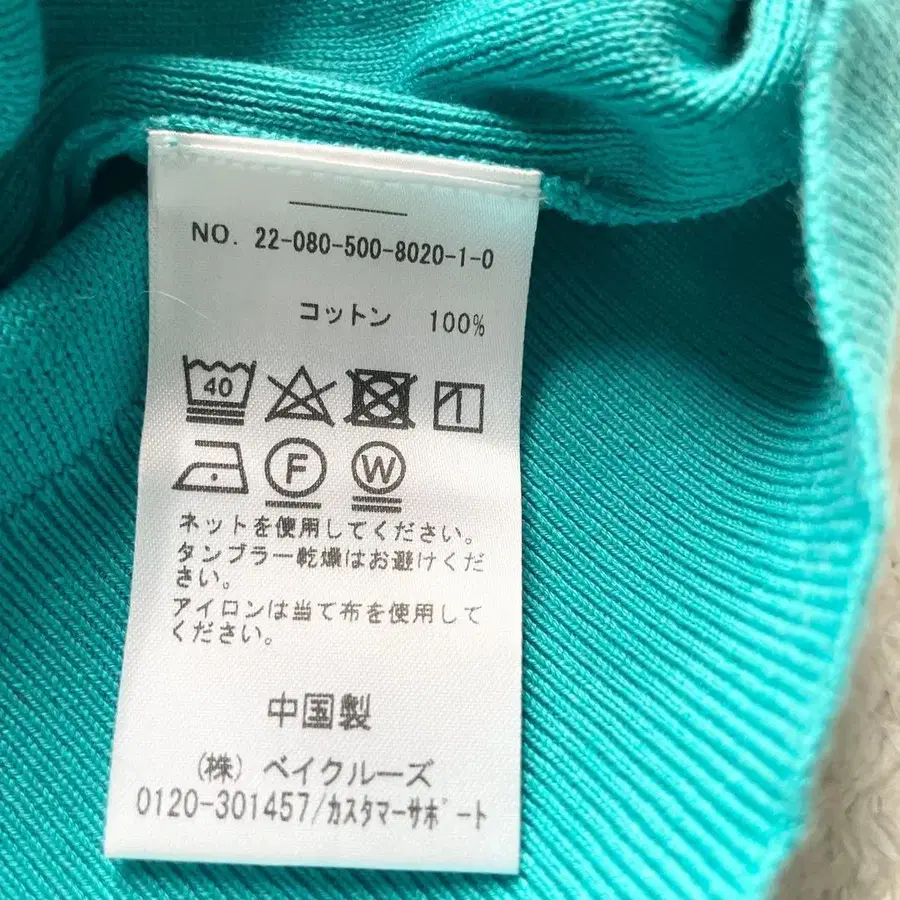 NO. 22-080-500-8020-1-0
コットン 100%
40
F W
ネットを使用してください。
タンブラー乾燥はお避けくだ
さい。
アイロンは当て布を使用して
ください。
中国製
(株) ベイクルーズ
0120-301457/カスタマーサポート